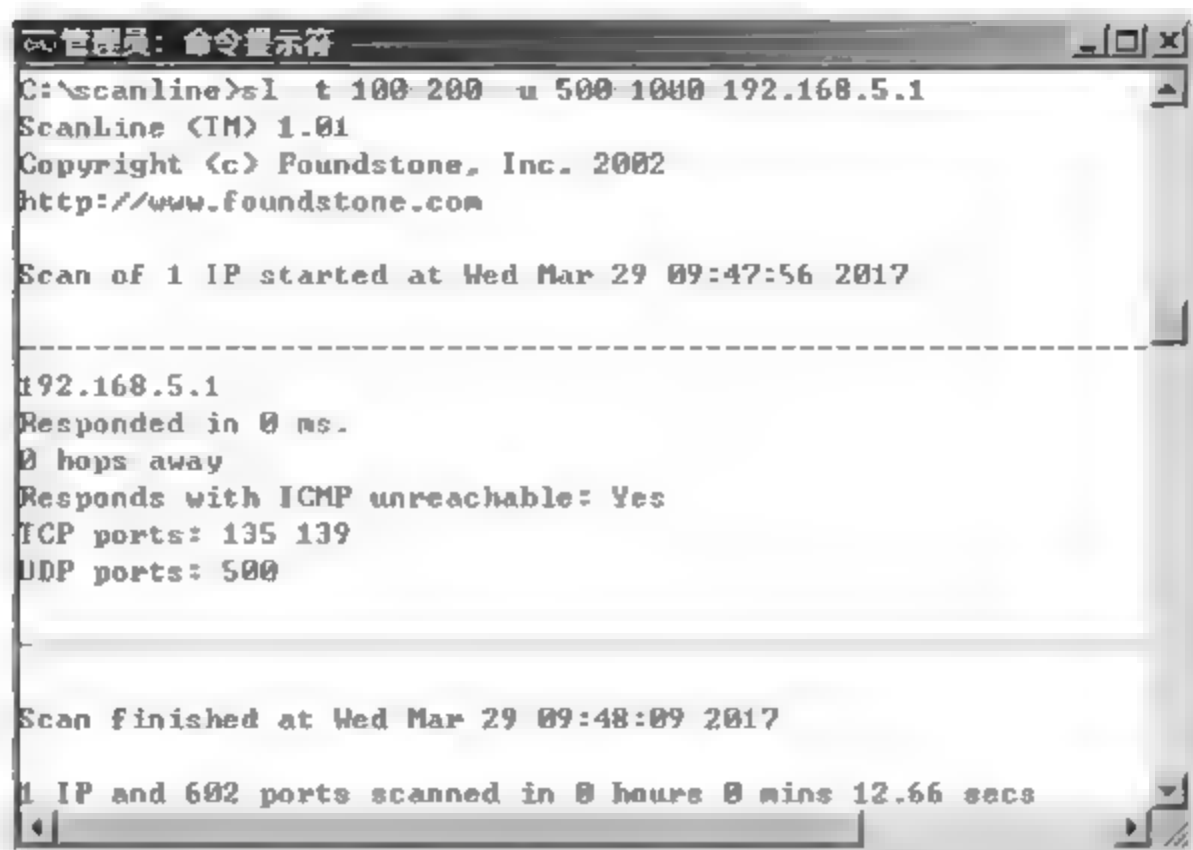 管理员: 命令提示符
C:\scanline>sl t 100 200 u 500 1000 192.168.5.1
ScanLine (TM) 1.01
Copyright (c) Foundstone, Inc. 2002
http://www.foundstone.com
Scan of 1 IP started at Wed Mar 29 09:47:56 2017
192.168.5.1
Responded in 0 ms.
0 hops away
Responds with ICMP unreachable: Yes
TCP ports: 135 139
UDP ports: 500
Scan finished at Wed Mar 29 09:48:09 2017
1 IP and 602 ports scanned in 0 hours 0 mins 12.66 secs